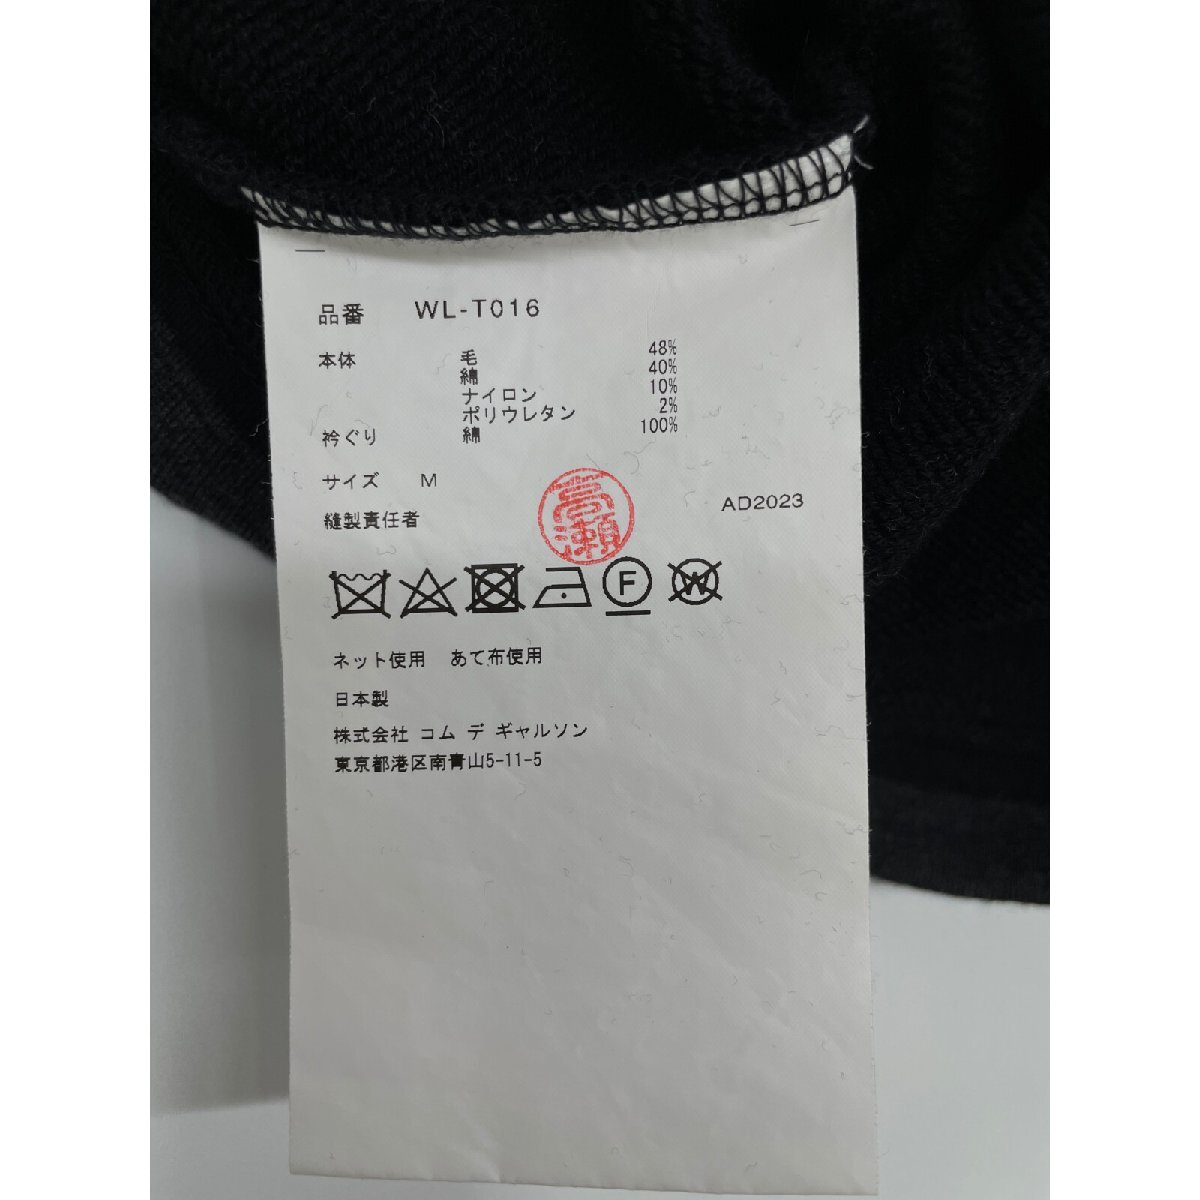 品番 WL-T016
本体 毛 48%
綿 40%
ナイロン 10%
ポリウレタン 2%
衿ぐり 綿 100%
サイズ M
縫製責任者
高瀬
AD2023
F W
ネット使用 あて布使用
日本製
株式会社 コム デ ギャルソン
東京都港区南青山5-11-5